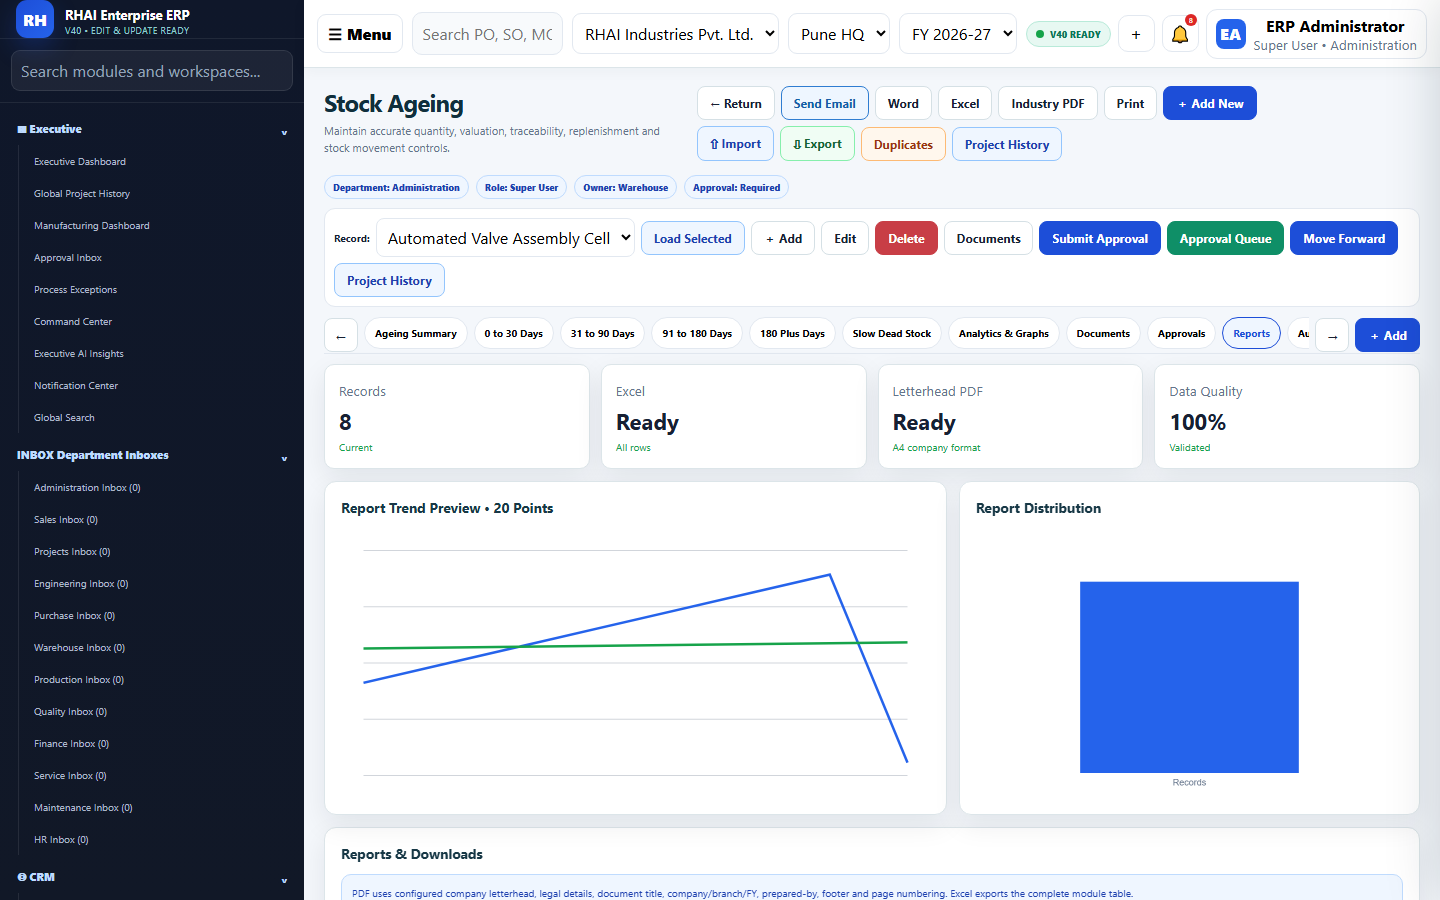 RH
RHAI Enterprise ERP
V40 • EDIT & UPDATE READY
Search modules and workspaces...
Executive
Executive Dashboard
Global Project History
Manufacturing Dashboard
Approval Inbox
Process Exceptions
Command Center
Executive AI Insights
Notification Center
Global Search
INBOX Department Inboxes
Administration Inbox (0)
Sales Inbox (0)
Projects Inbox (0)
Engineering Inbox (0)
Purchase Inbox (0)
Warehouse Inbox (0)
Production Inbox (0)
Quality Inbox (0)
Finance Inbox (0)
Service Inbox (0)
Maintenance Inbox (0)
HR Inbox (0)
CRM
☰ Menu
Search PO, SO, MO
RHAI Industries Pvt. Ltd.
Pune HQ
FY 2026-27
V40 READY
+
8
EA
ERP Administrator
Super User • Administration
Stock Ageing
Maintain accurate quantity, valuation, traceability, replenishment and
stock movement controls.
← Return
Send Email
Word
Excel
Industry PDF
Print
+ Add New
⇧ Import
⇩ Export
Duplicates
Project History
Department: Administration
Role: Super User
Owner: Warehouse
Approval: Required
Record:
Automated Valve Assembly Cell
Load Selected
+ Add
Edit
Delete
Documents
Submit Approval
Approval Queue
Move Forward
Project History
←
Ageing Summary
0 to 30 Days
31 to 90 Days
91 to 180 Days
180 Plus Days
Slow Dead Stock
Analytics & Graphs
Documents
Approvals
Reports
Au
→
+ Add
Records
8
Current
Excel
Ready
All rows
Letterhead PDF
Ready
A4 company format
Data Quality
100%
Validated
Report Trend Preview • 20 Points
Report Distribution
Records
Reports & Downloads
PDF uses configured company letterhead, legal details, document title, company/branch/FY, prepared-by, footer and page numbering. Excel exports the complete module table.